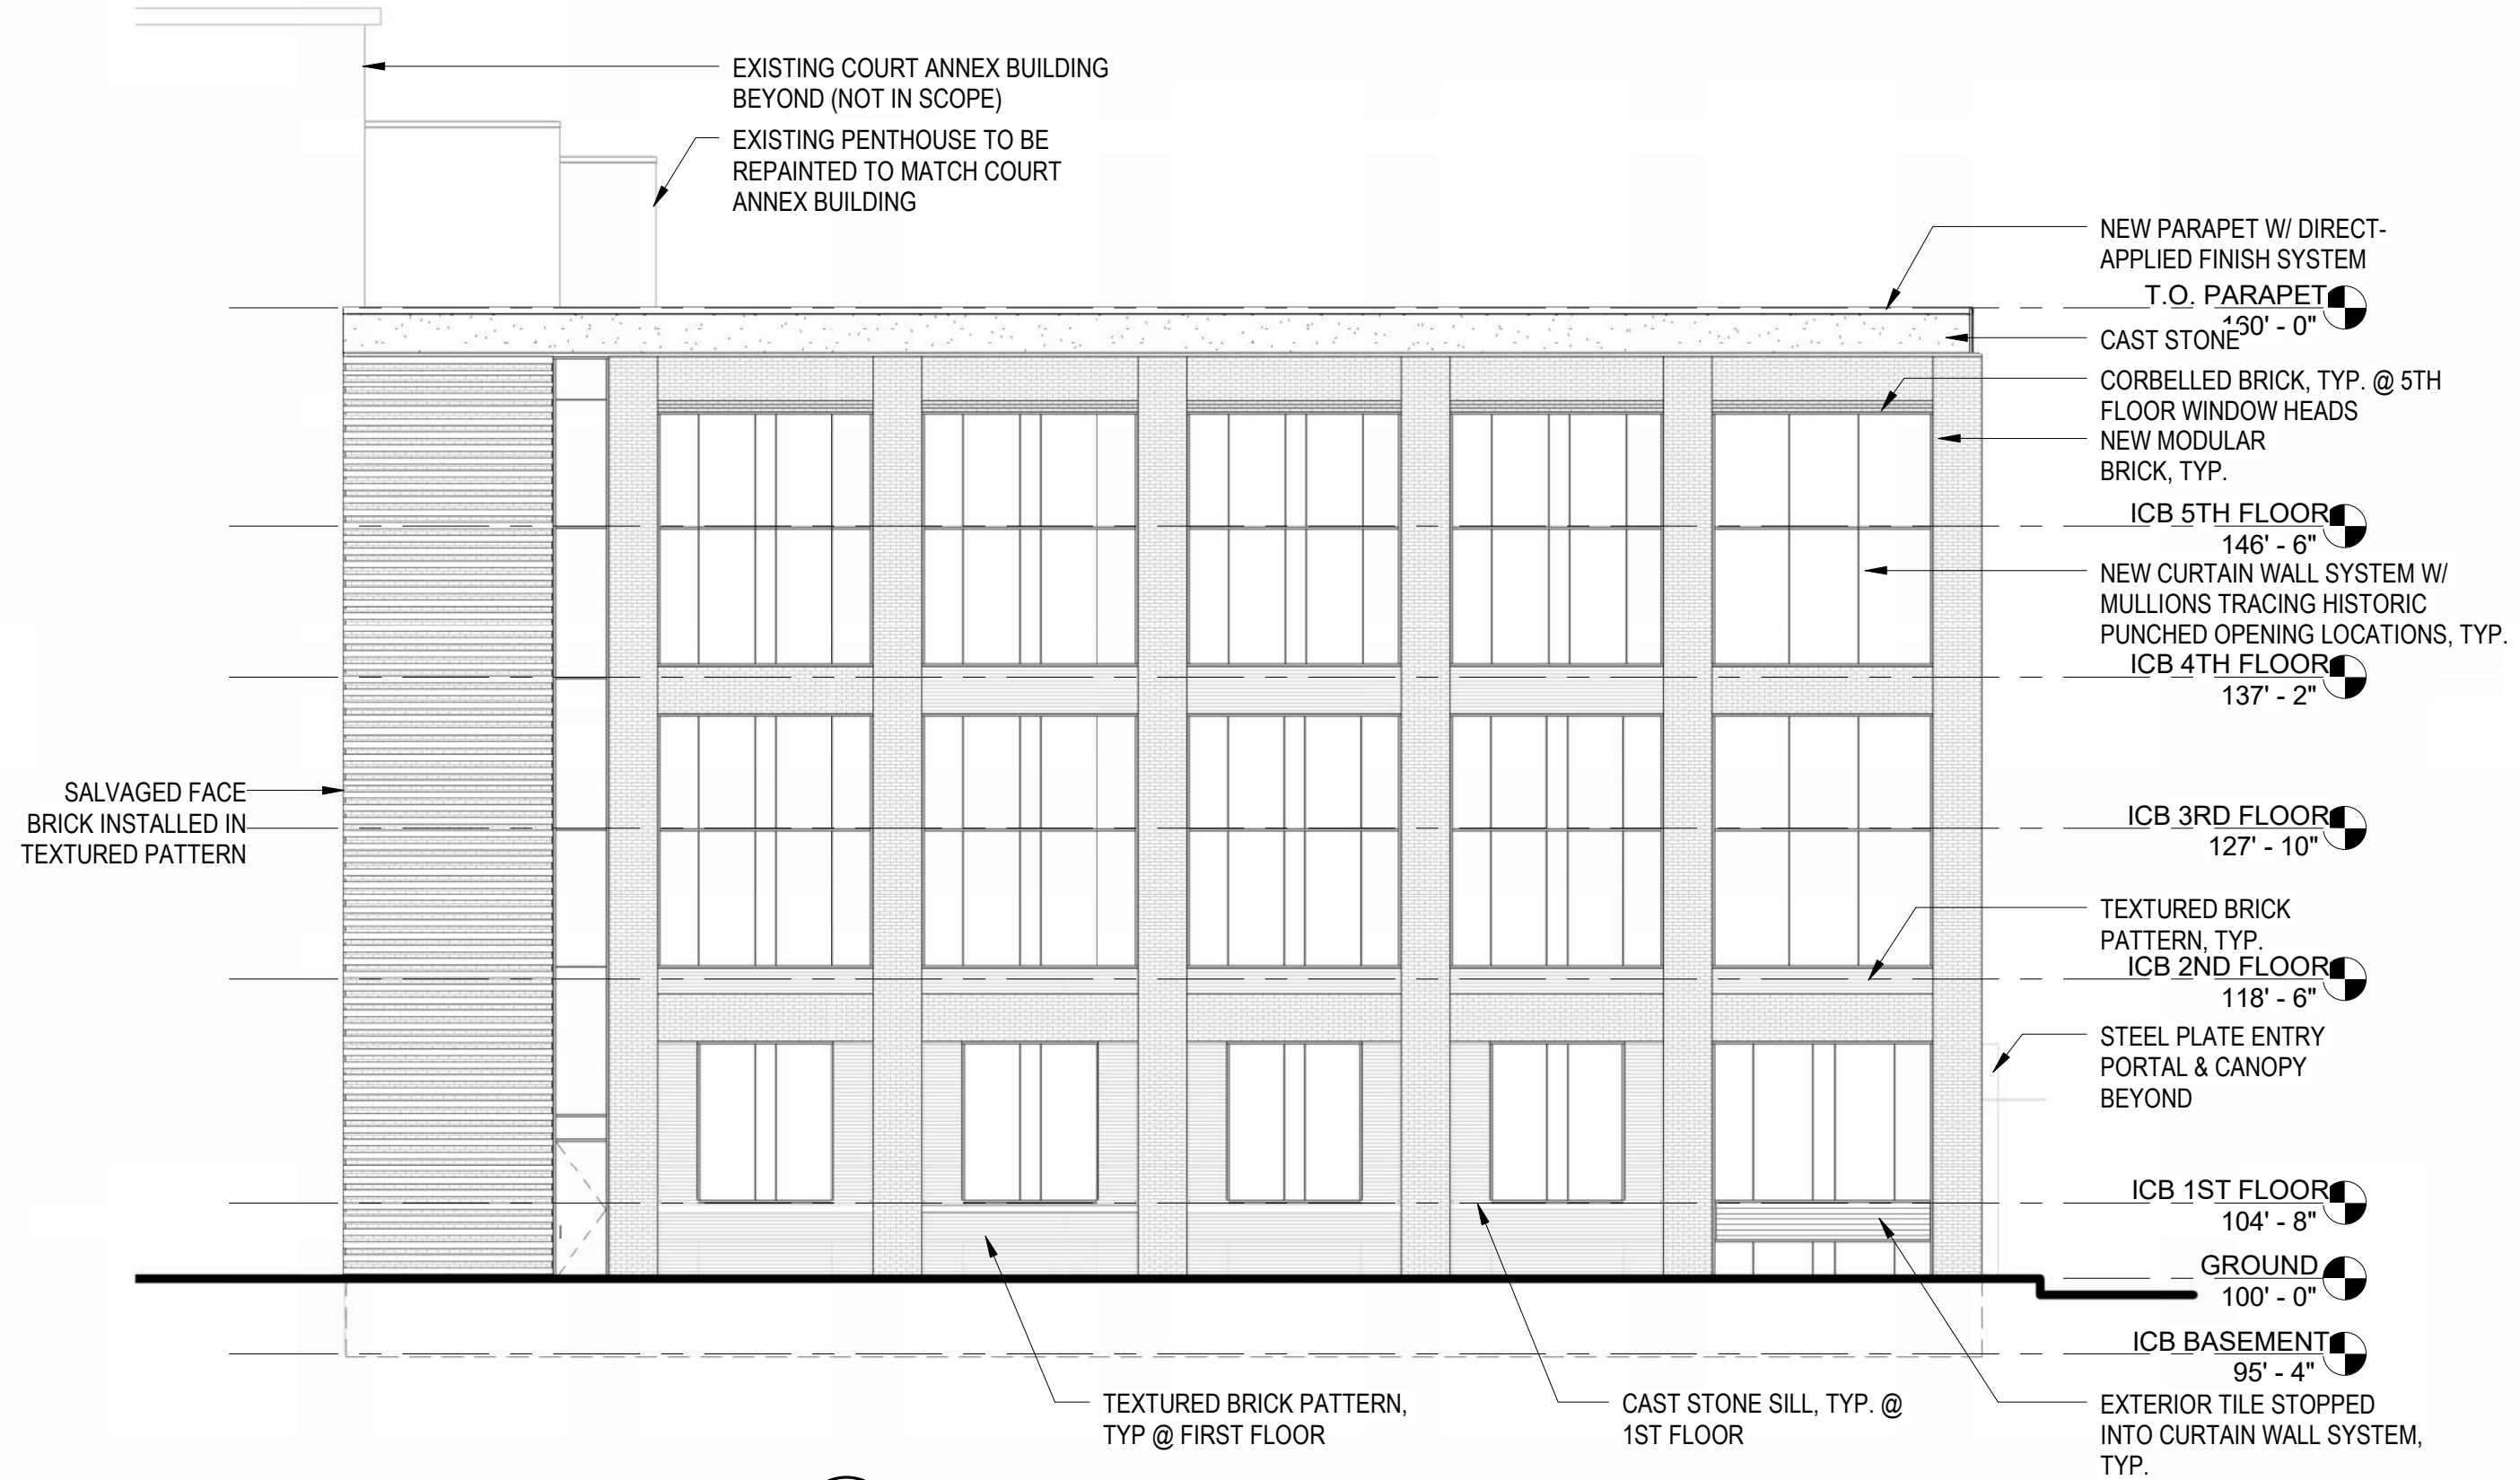 EXISTING COURT ANNEX BUILDING
BEYOND (NOT IN SCOPE)
EXISTING PENTHOUSE TO BE
REPAINTED TO MATCH COURT
ANNEX BUILDING
NEW PARAPET W/ DIRECT-
APPLIED FINISH SYSTEM
T.O. PARAPET
160' - 0"
CAST STONE
CORBELLED BRICK, TYP. @ 5TH
FLOOR WINDOW HEADS
NEW MODULAR
BRICK, TYP.
ICB 5TH FLOOR
146' - 6"
NEW CURTAIN WALL SYSTEM W/
MULLIONS TRACING HISTORIC
PUNCHED OPENING LOCATIONS, TYP.
ICB 4TH FLOOR
137' - 2"
SALVAGED FACE
BRICK INSTALLED IN
TEXTURED PATTERN
ICB 3RD FLOOR
127' - 10"
TEXTURED BRICK
PATTERN, TYP.
ICB 2ND FLOOR
118' - 6"
STEEL PLATE ENTRY
PORTAL & CANOPY
BEYOND
ICB 1ST FLOOR
104' - 8"
GROUND
100' - 0"
ICB BASEMENT
95' - 4"
TEXTURED BRICK PATTERN,
TYP @ FIRST FLOOR
CAST STONE SILL, TYP. @
1ST FLOOR
EXTERIOR TILE STOPPED
INTO CURTAIN WALL SYSTEM,
TYP.